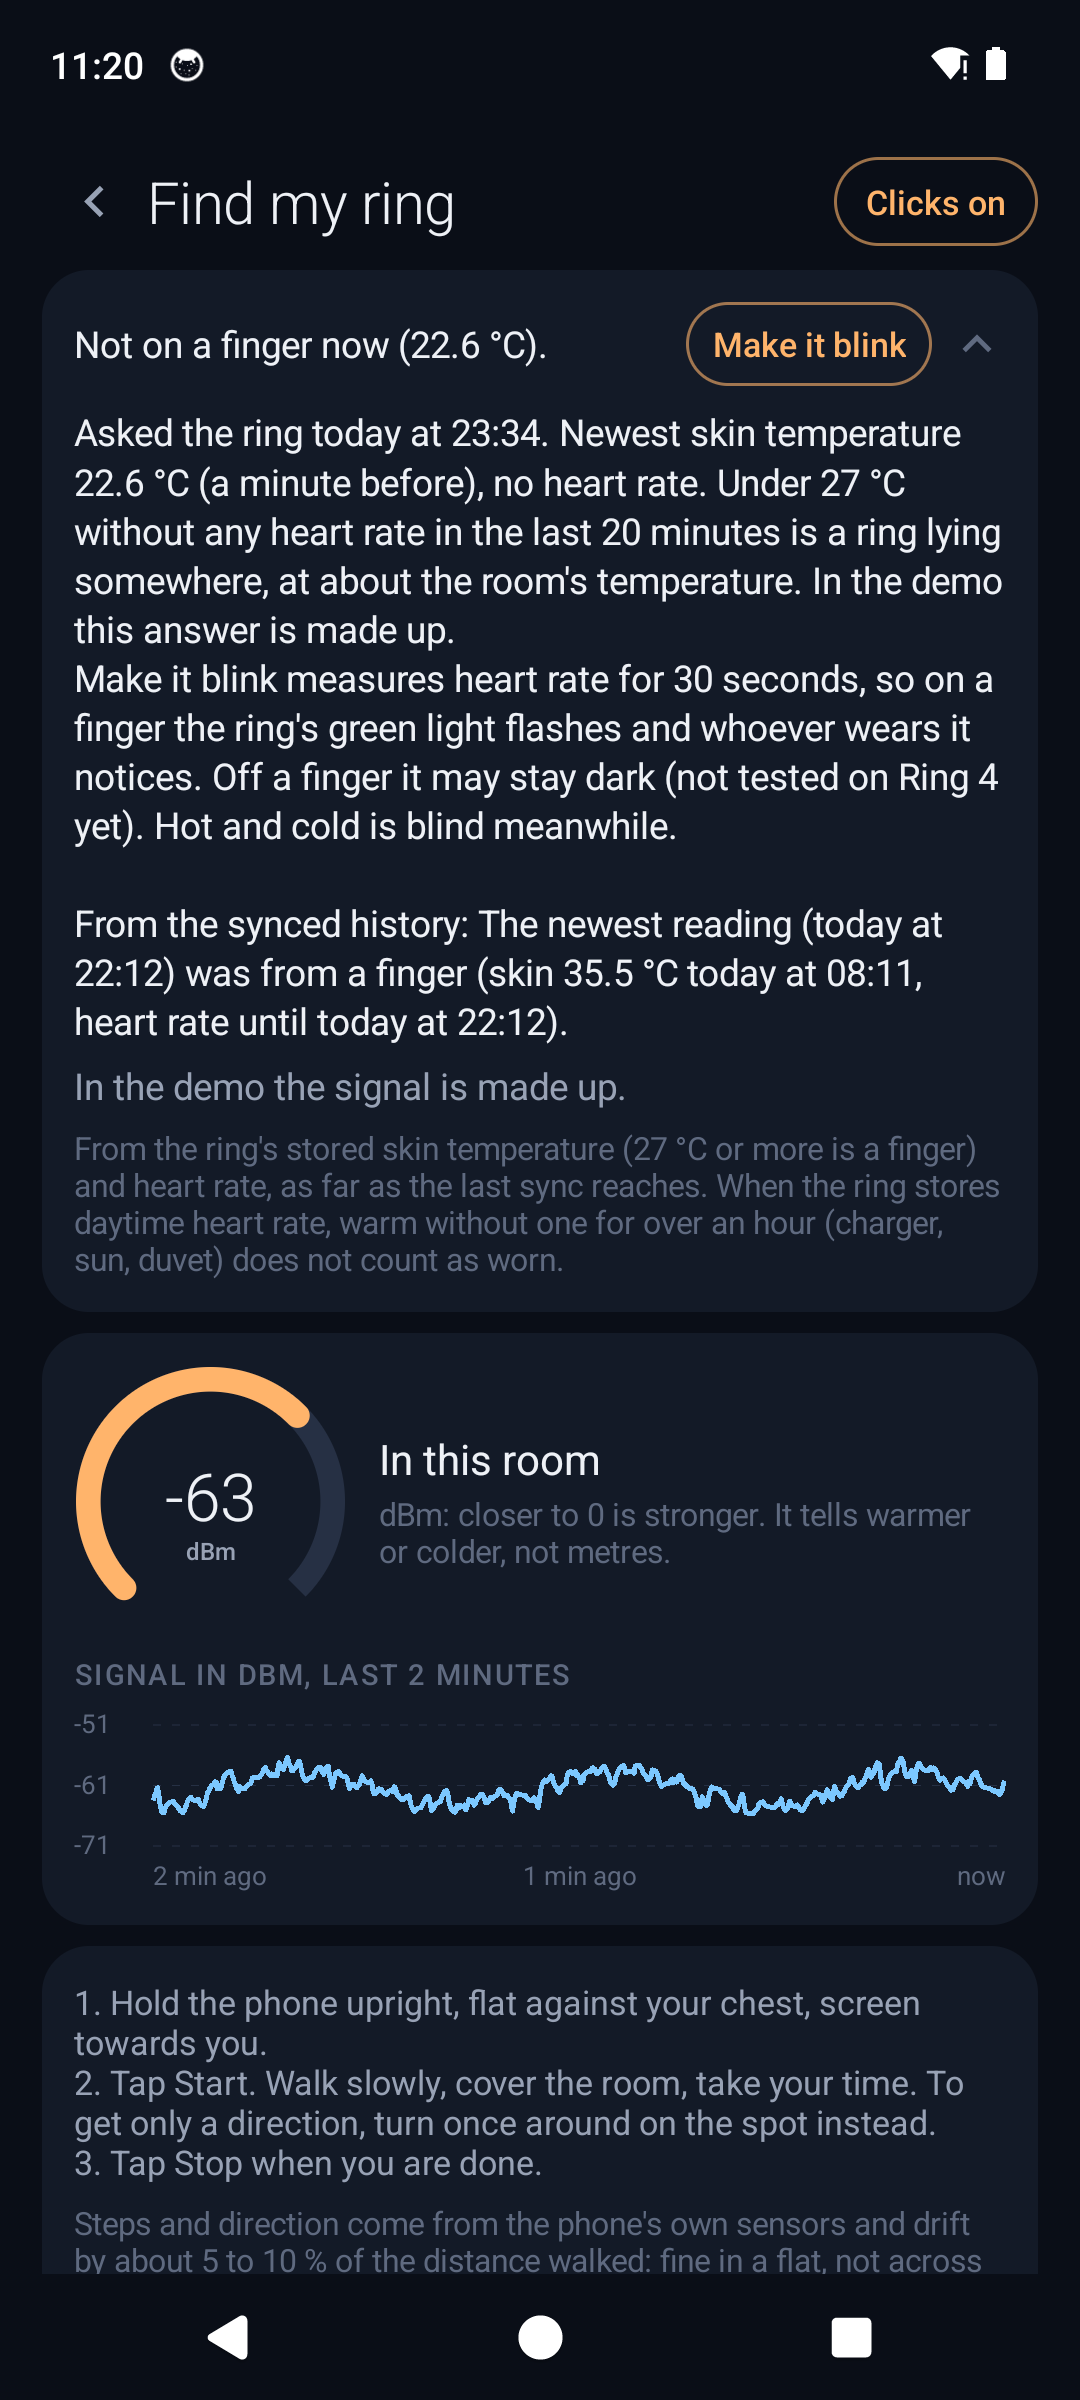 11:20
Find my ring
Clicks on
Not on a finger now (22.6 °C).
Make it blink
Asked the ring today at 23:34. Newest skin temperature
22.6 °C (a minute before), no heart rate. Under 27 °C
without any heart rate in the last 20 minutes is a ring lying
somewhere, at about the room's temperature. In the demo
this answer is made up.
Make it blink measures heart rate for 30 seconds, so on a
finger the ring's green light flashes and whoever wears it
notices. Off a finger it may stay dark (not tested on Ring 4
yet). Hot and cold is blind meanwhile.
From the synced history: The newest reading (today at
22:12) was from a finger (skin 35.5 °C today at 08:11,
heart rate until today at 22:12).
In the demo the signal is made up.
From the ring's stored skin temperature (27 °C or more is a finger)
and heart rate, as far as the last sync reaches. When the ring stores
daytime heart rate, warm without one for over an hour (charger,
sun, duvet) does not count as worn.
-63
dBm
In this room
dBm: closer to 0 is stronger. It tells warmer
or colder, not metres.
SIGNAL IN DBM, LAST 2 MINUTES
-51
-61
-71
2 min ago
1 min ago
now
1. Hold the phone upright, flat against your chest, screen
towards you.
2. Tap Start. Walk slowly, cover the room, take your time. To
get only a direction, turn once around on the spot instead.
3. Tap Stop when you are done.
Steps and direction come from the phone's own sensors and drift
by about 5 to 10 % of the distance walked: fine in a flat, not across